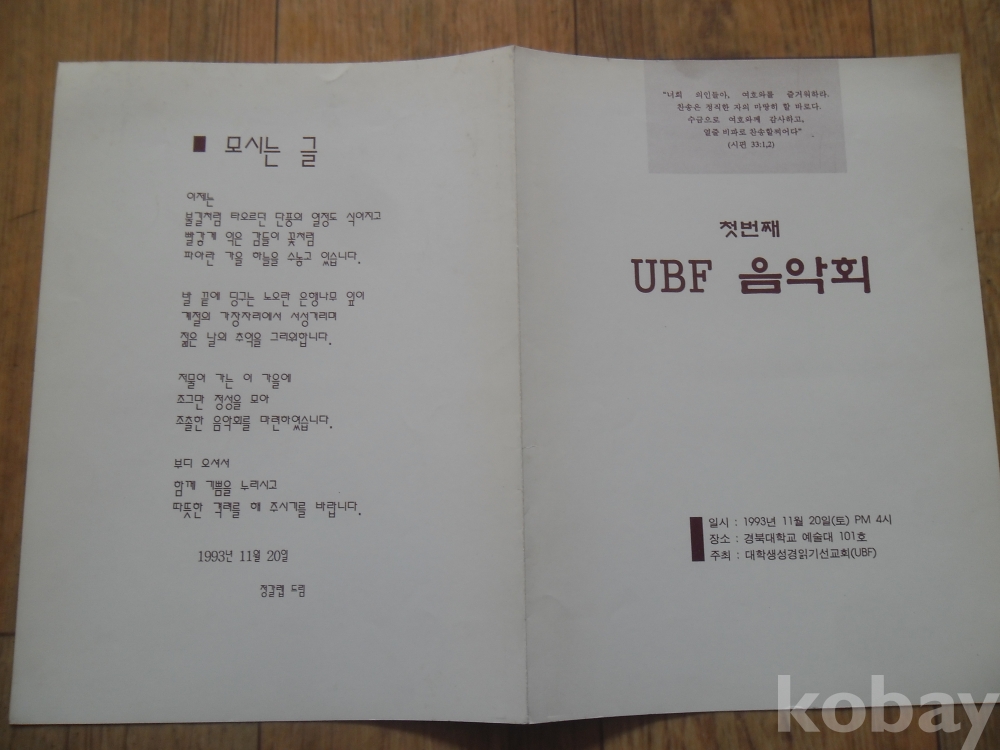 ■ 모시는 글
이제는
불길처럼 타오르던 단풍의 열정도 식어지고
빨갛게 익은 감들이 꽃처럼
파아란 가을 하늘을 수놓고 있습니다.
발 끝에 딩구는 노오란 은행나무 잎이
계절의 가장자리에서 서성거리며
젊은 날의 추억을 그리워합니다.
저물어 가는 이 가을에
조그만 정성을 모아
조촐한 음악회를 마련하였습니다.
부디 오셔서
함께 기쁨을 누리시고
따뜻한 격려를 해 주시기를 바랍니다.
1993년 11월 20일
정갈렙 드림
"너희 의인들아, 여호와를 즐거워하라.
찬송은 정직한 자의 마땅히 할 바로다.
수금으로 여호와께 감사하고,
열줄 비파로 찬송할찌어다"
(시편 33:1,2)
첫번째
UBF 음악회
일시 : 1993년 11월 20일(토) PM 4시
장소 : 경북대학교 예술대 101호
주최 : 대학생성경읽기선교회(UBF)
kobay